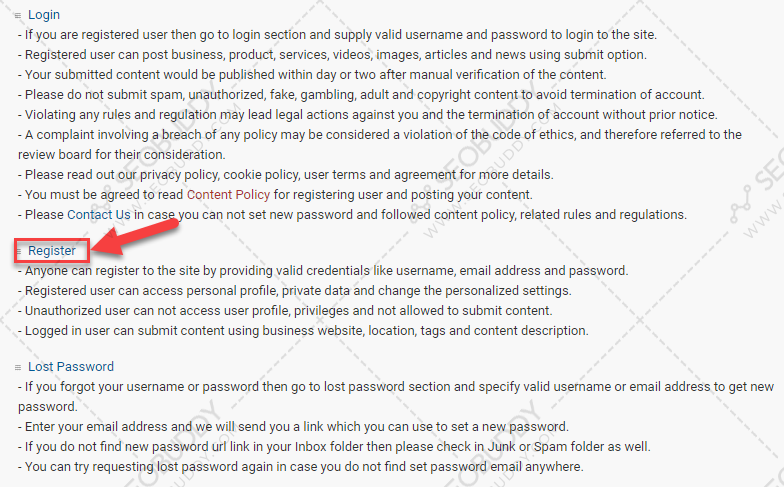 Login
- If you are registered user then go to login section and supply valid username and password to login to the site.
- Registered user can post business, product, services, videos, images, articles and news using submit option.
- Your submitted content would be published within day or two after manual verification of the content.
- Please do not submit spam, unauthorized, fake, gambling, adult and copyright content to avoid termination of account.
- Violating any rules and regulation may lead legal actions against you and the termination of account without prior notice.
- A complaint involving a breach of any policy may be considered a violation of the code of ethics, and therefore referred to the
review board for their consideration.
- Please read out our privacy policy, cookie policy, user terms and agreement for more details.
- You must be agreed to read Content Policy for registering user and posting your content.
- Please Contact Us in case you can not set new password and followed content policy, related rules and regulations.
Register
- Anyone can register to the site by providing valid credentials like username, email address and password.
- Registered user can access personal profile, private data and change the personalized settings.
- Unauthorized user can not access user profile, privileges and not allowed to submit content.
- Logged in user can submit content using business website, location, tags and content description.
Lost Password
- If you forgot your username or password then go to lost password section and specify valid username or email address to get new
password.
- Enter your email address and we will send you a link which you can use to set a new password.
- If you do not find new password url link in your Inbox folder then please check in Junk or Spam folder as well.
- You can try requesting lost password again in case you do not find set password email anywhere.
SEOBUDDY
WWW.SEOBUDDY.COM